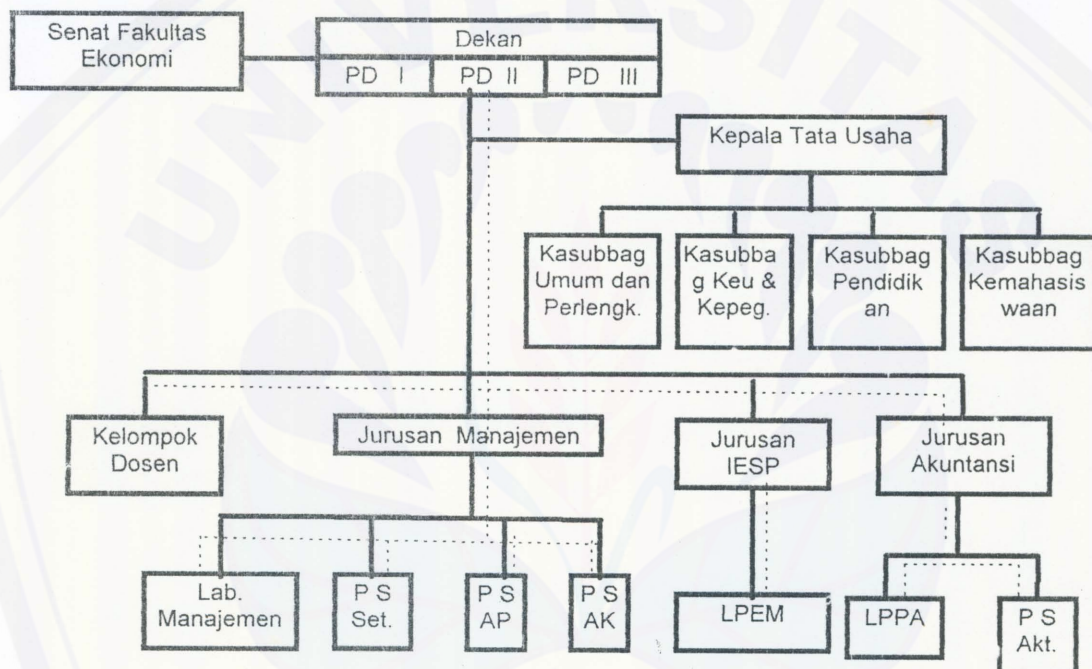 UNIVERSITAS
Senat Fakultas
Ekonomi
Dekan
PD I
PD II
PD III
Kepala Tata Usaha
Kasubbag
Umum dan
Perlengk.
Kasubba
g Keu &
Kepeg.
Kasubbag
Pendidik
an
Kasubbag
Kemahasis
waan
Kelompok
Dosen
Jurusan Manajemen
Jurusan
IESP
Jurusan
Akuntansi
Lab.
Manajemen
P S
Set.
P S
AP
P S
AK
LPEM
LPPA
P S
Akt.